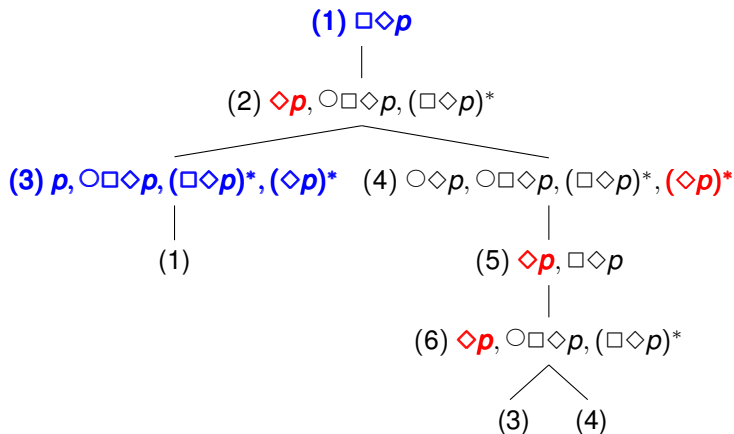 (1) □◇p
(2) ◇p, ○□◇p, (□◇p)*
(3) p, ○□◇p, (□◇p)*, (◇p)* (4) ○◇p, ○□◇p, (□◇p)*, (◇p)*
(1)
(5) ◇p, □◇p
(6) ◇p, ○□◇p, (□◇p)*
(3) (4)